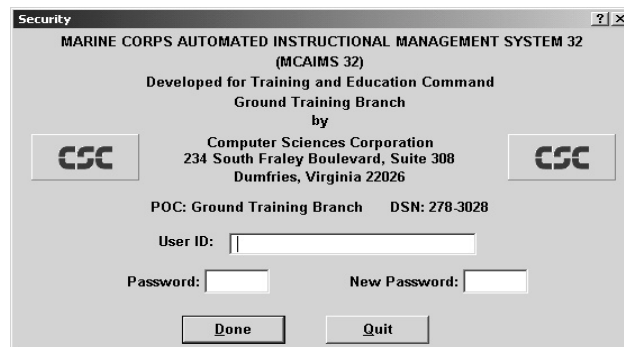 Security
MARINE CORPS AUTOMATED INSTRUCTIONAL MANAGEMENT SYSTEM 32
(MCAIMS 32)
Developed for Training and Education Command
Ground Training Branch
by
Computer Sciences Corporation
234 South Fraley Boulevard, Suite 308
Dumfries, Virginia 22026
CSC
CSC
POC: Ground Training Branch DSN: 278-3028
User ID:
Password: New Password:
Done Quit